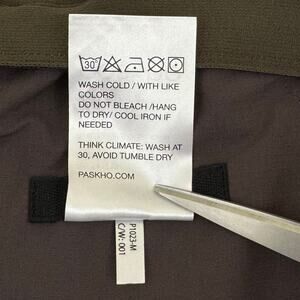 30°
WASH COLD / WITH LIKE
COLORS
DO NOT BLEACH /HANG
TO DRY/ COOL IRON IF
NEEDED
THINK CLIMATE: WASH AT
30, AVOID TUMBLE DRY
PASKHO.COM
P1023-M
C/W: 001